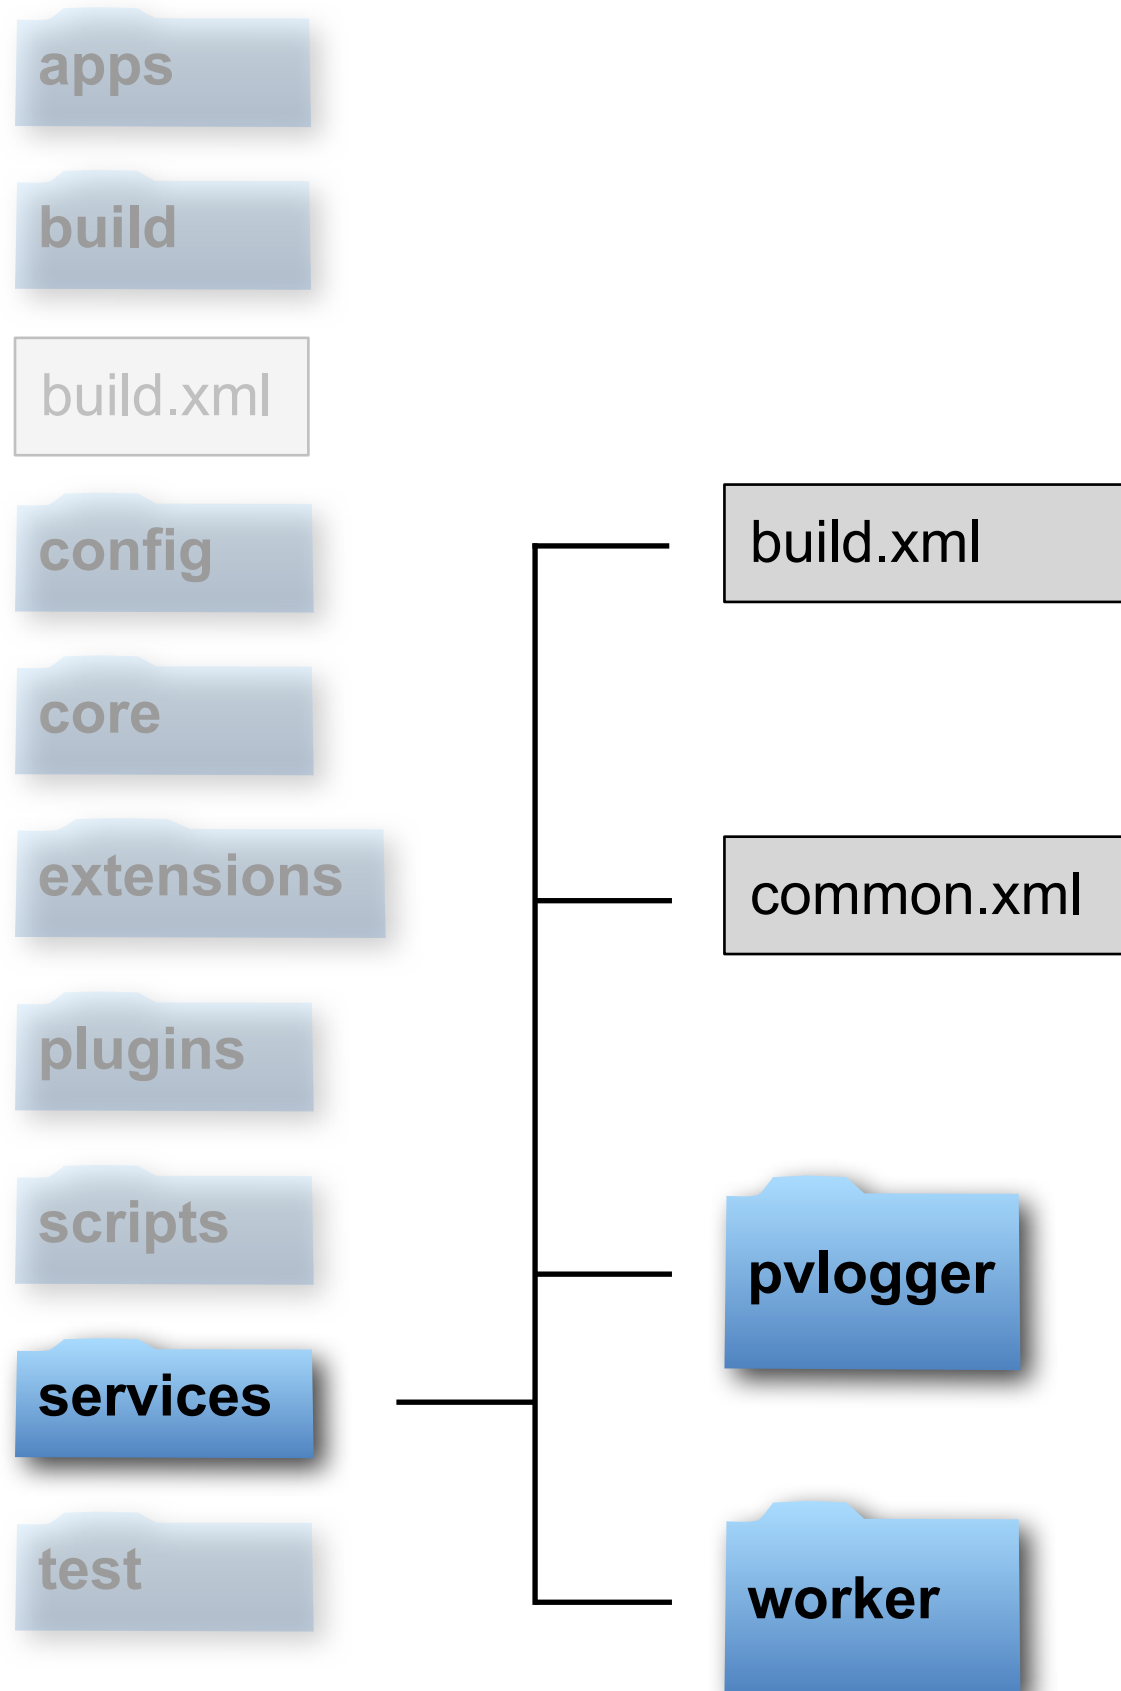 apps
build
build.xml
config
core
extensions
plugins
scripts
services
test
build.xml
common.xml
pvlogger
worker